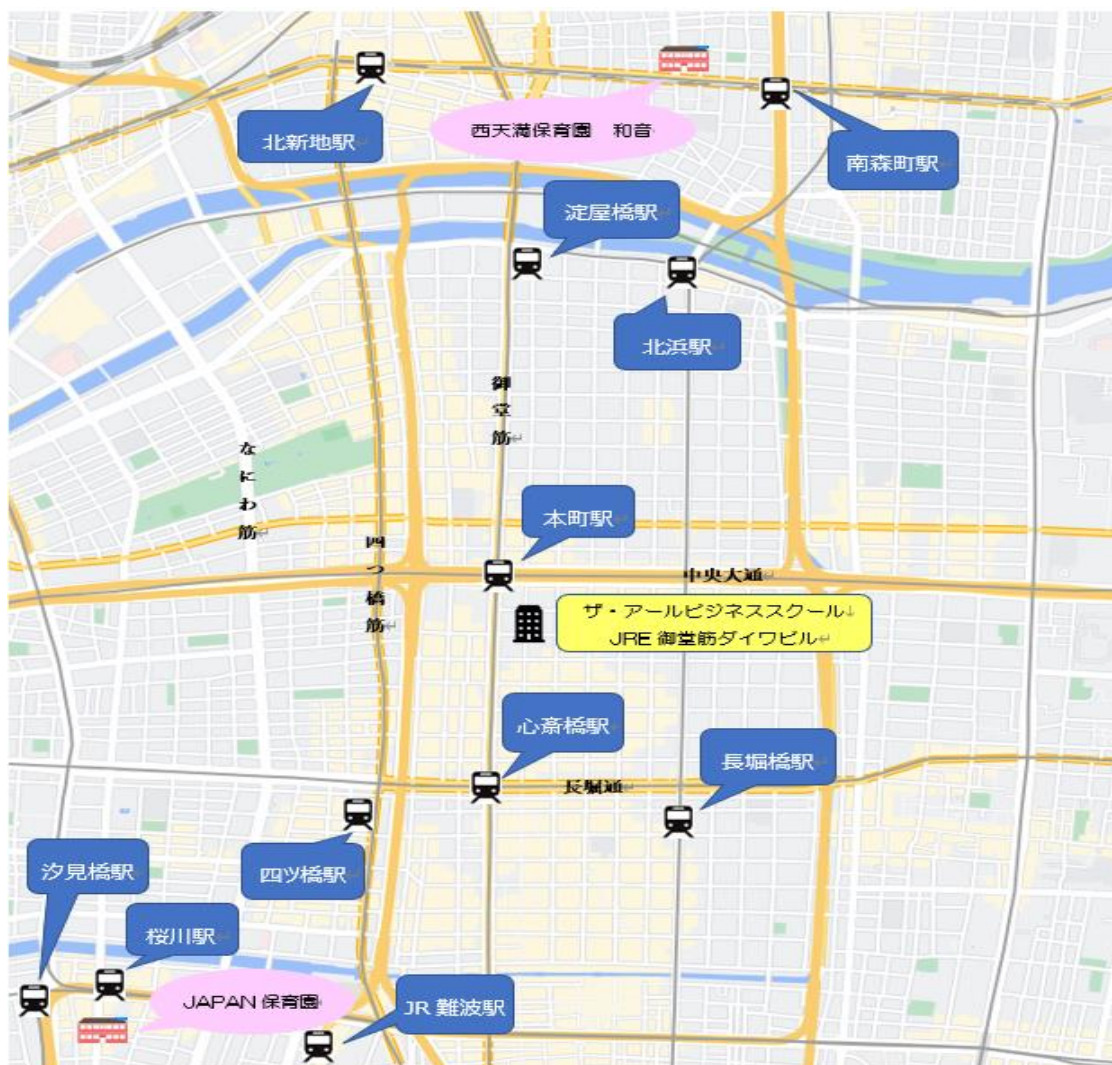 北新地駅
西天満保育園 和音
南森町駅
淀屋橋駅
北浜駅
御堂筋
なにわ筋
本町駅
四つ橋筋
中央大通
ザ・アールビジネススクール
JRE 御堂筋ダイワビル
心斎橋駅
長堀橋駅
長堀通
汐見橋駅
四ツ橋駅
桜川駅
JAPAN 保育園
JR 難波駅